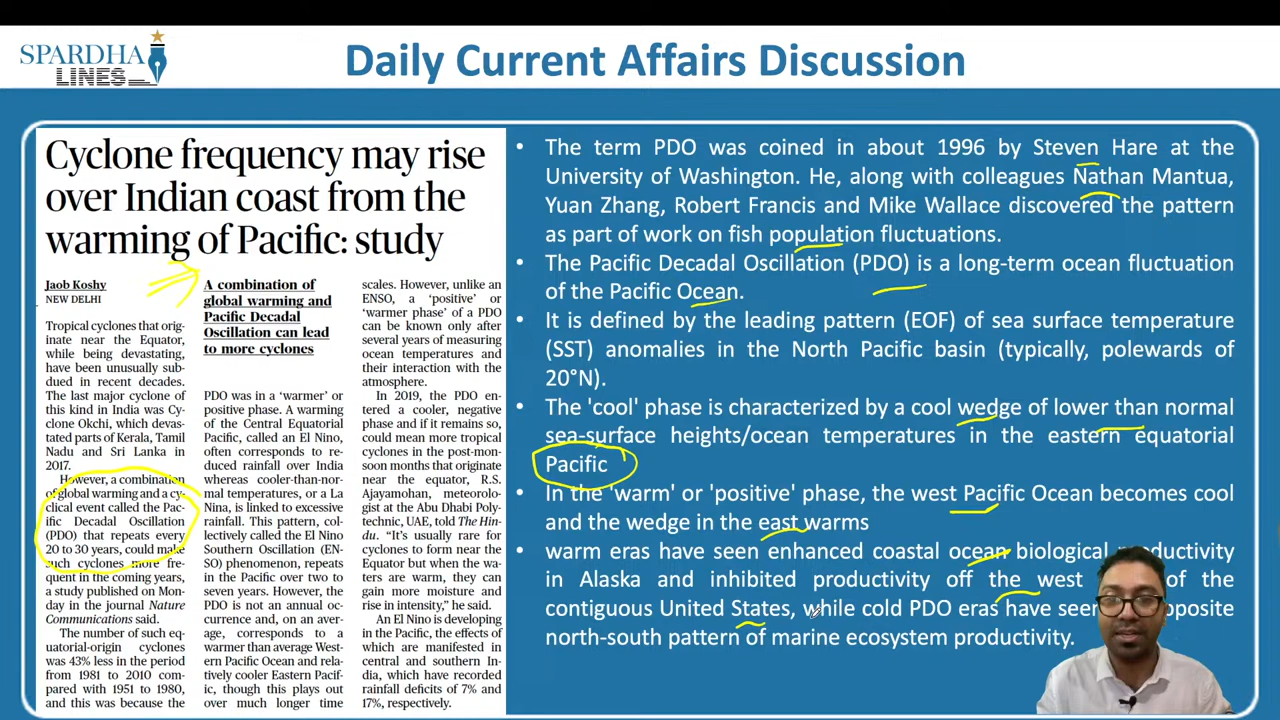 SPARDHA
LINES
Daily Current Affairs Discussion
Cyclone frequency may rise
over Indian coast from the
warming of Pacific: study
Jaob Koshy
NEW DELHI
Tropical cyclones that orig-
inate near the Equator,
while being devastating,
have been unusually sub-
dued in recent decades.
The last major cyclone of
this kind in India was Cy-
clone Okchi, which devas-
tated parts of Kerala, Tamil
Nadu and Sri Lanka in
2017.
However, a combination
of global warming and a cy-
clical event called the Pac-
ific Decadal Oscillation
(PDO) that repeats every
20 to 30 years, could make
such cyclones more fre-
quent in the coming years,
a study published on Mon-
day in the journal Nature
Communications said.
The number of such eq-
uatorial-origin cyclones
was 43% less in the period
from 1981 to 2010 com-
pared with 1951 to 1980,
and this was because the
A combination of
global warming and
Pacific Decadal
Oscillation can lead
to more cyclones
PDO was in a ‘warmer’ or
positive phase. A warming
of the Central Equatorial
Pacific, called an El Nino,
often corresponds to re-
duced rainfall over India
whereas cooler-than-nor-
mal temperatures, or a La
Nina, is linked to excessive
rainfall. This pattern, col-
lectively called the El Nino
Southern Oscillation (EN-
SO) phenomenon, repeats
in the Pacific over two to
seven years. However, the
PDO is not an annual oc-
currence and, on an aver-
age, corresponds to a
warmer than average West-
ern Pacific Ocean and rela-
tively cooler Eastern Pacif-
ic, though this plays out
over much longer time
scales. However, unlike an
ENSO, a ‘positive’ or
‘warmer phase’ of a PDO
can be known only after
several years of measuring
ocean temperatures and
their interaction with the
atmosphere.
In 2019, the PDO en-
tered a cooler, negative
phase and if it remains so,
could mean more tropical
cyclones in the post-mon-
soon months that originate
near the equator, R.S.
Ajayamohan, meteorolo-
gist at the Abu Dhabi Poly-
technic, UAE, told The Hin-
du. “It’s usually rare for
cyclones to form near the
Equator but when the wa-
ters are warm, they can
gain more moisture and
rise in intensity,” he said.
An El Nino is developing
in the Pacific, the effects of
which are manifested in
central and southern In-
dia, which have recorded
rainfall deficits of 7% and
17%, respectively.
• The term PDO was coined in about 1996 by Steven Hare at the
University of Washington. He, along with colleagues Nathan Mantua,
Yuan Zhang, Robert Francis and Mike Wallace discovered the pattern
as part of work on fish population fluctuations.
• The Pacific Decadal Oscillation (PDO) is a long-term ocean fluctuation
of the Pacific Ocean.
• It is defined by the leading pattern (EOF) of sea surface temperature
(SST) anomalies in the North Pacific basin (typically, polewards of
20°N).
• The 'cool' phase is characterized by a cool wedge of lower than normal
sea-surface heights/ocean temperatures in the eastern equatorial
Pacific
• In the 'warm' or 'positive' phase, the west Pacific Ocean becomes cool
and the wedge in the east warms
• warm eras have seen enhanced coastal ocean biological productivity
in Alaska and inhibited productivity off the west of the
contiguous United States, while cold PDO eras have seen opposite
north-south pattern of marine ecosystem productivity.